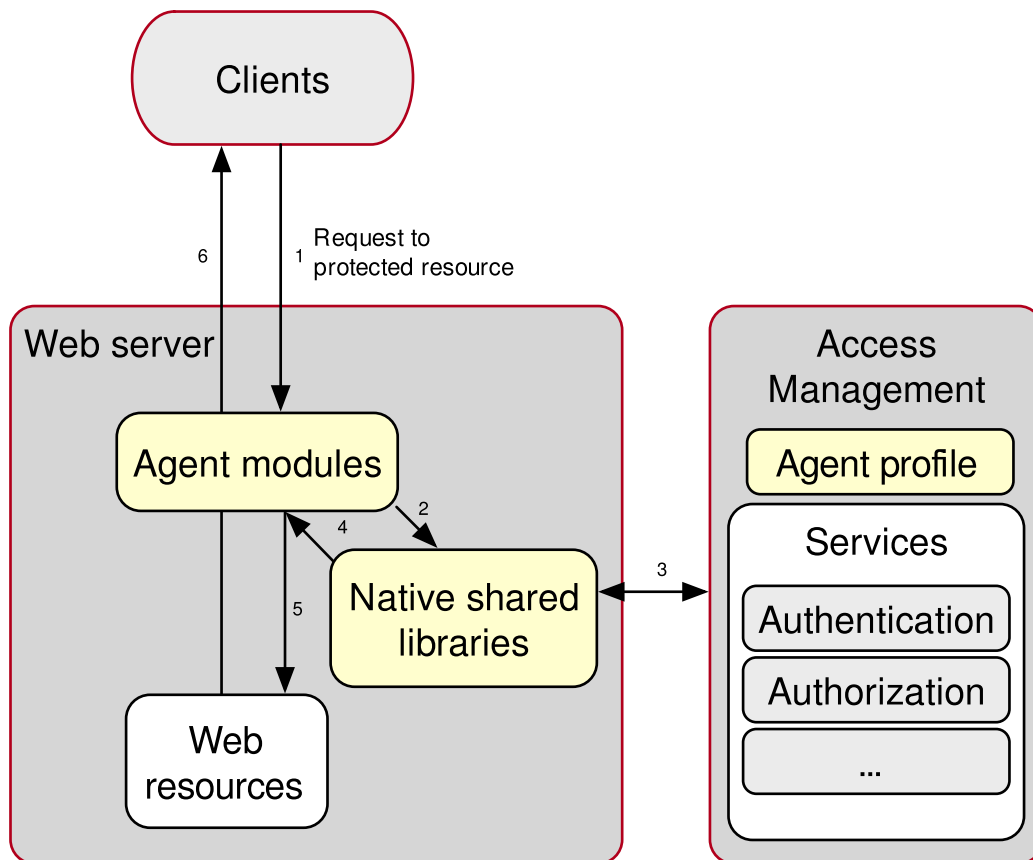 Clients
6
1
Request to
protected resource
Web server
Agent modules
2
4
Native shared
libraries
3
5
Web
resources
Access
Management
Agent profile
Services
Authentication
Authorization
...